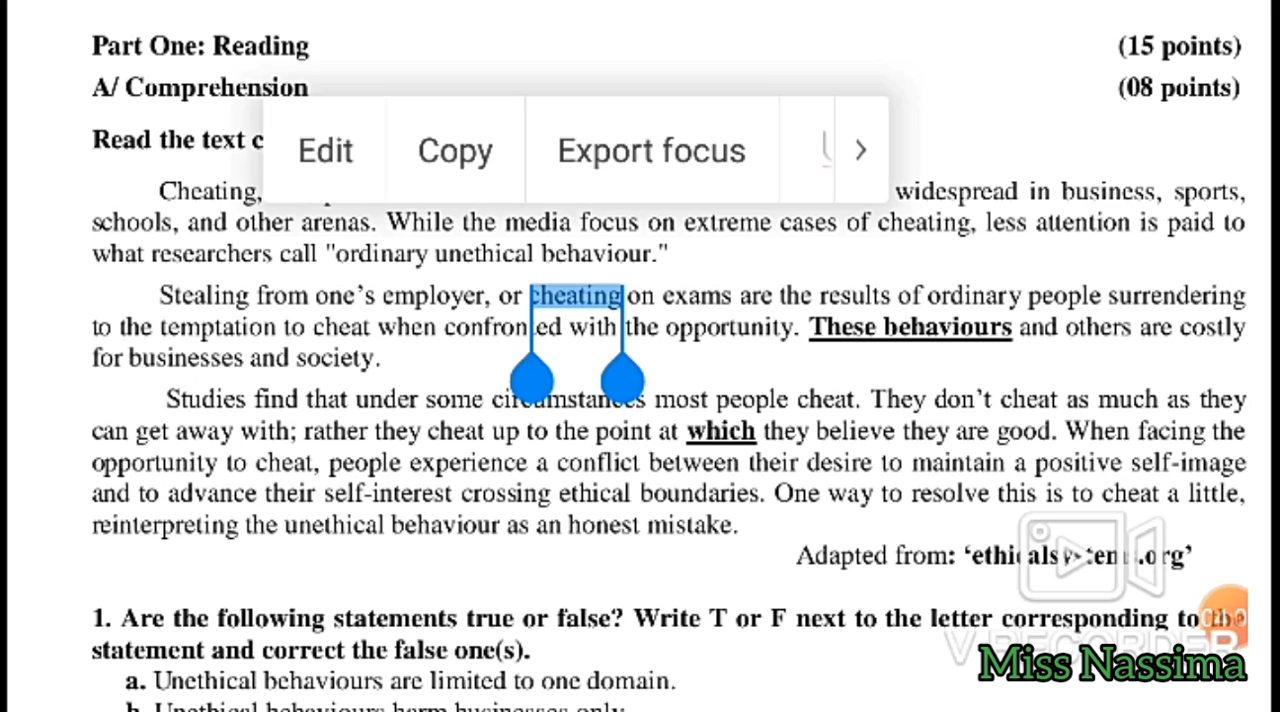 Part One: Reading (15 points)
A/ Comprehension (08 points)
Read the text c
Edit Copy Export focus
Cheating, widespread in business, sports,
schools, and other arenas. While the media focus on extreme cases of cheating, less attention is paid to
what researchers call "ordinary unethical behaviour."
Stealing from one's employer, or cheating on exams are the results of ordinary people surrendering
to the temptation to cheat when confronted with the opportunity. These behaviours and others are costly
for businesses and society.
Studies find that under some circumstances most people cheat. They don't cheat as much as they
can get away with; rather they cheat up to the point at which they believe they are good. When facing the
opportunity to cheat, people experience a conflict between their desire to maintain a positive self-image
and to advance their self-interest crossing ethical boundaries. One way to resolve this is to cheat a little,
reinterpreting the unethical behaviour as an honest mistake.
Adapted from: 'ethicalsystems.org'
1. Are the following statements true or false? Write T or F next to the letter corresponding to the
statement and correct the false one(s).
V RECORDER
Miss Nassima
a. Unethical behaviours are limited to one domain.
b. Unethical behaviours harm businesses only.